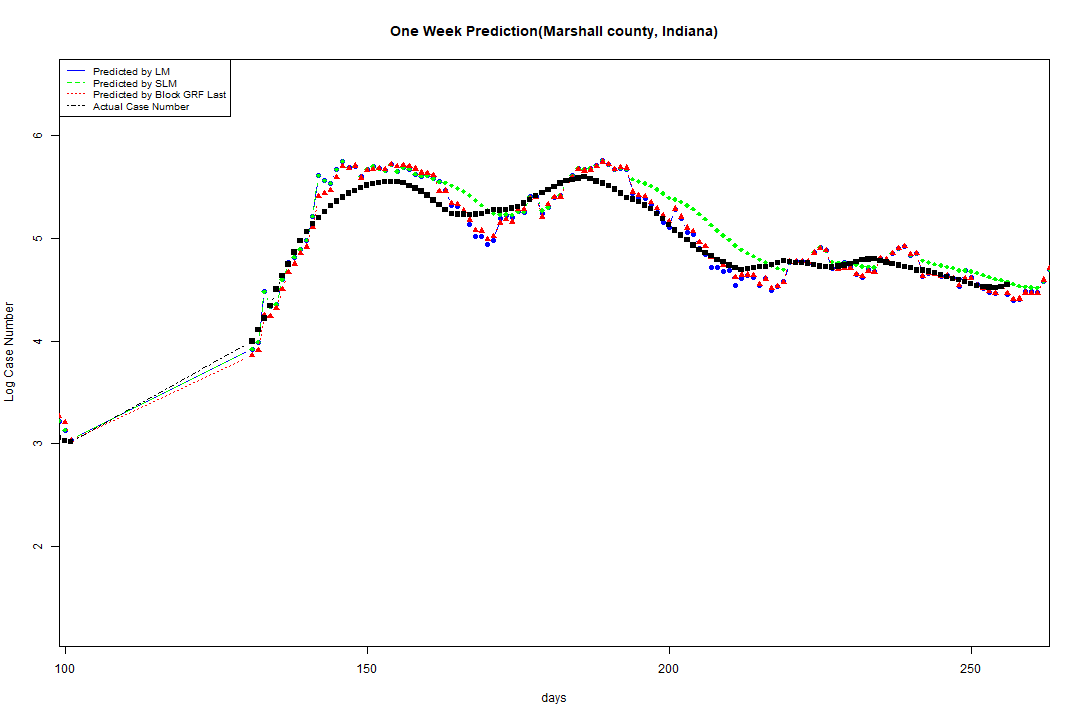 One Week Prediction(Marshall county, Indiana)
Predicted by LM
Predicted by SLM
Predicted by Block GRF Last
Actual Case Number
6
5
4
3
2
Log Case Number
100 150 200 250
days